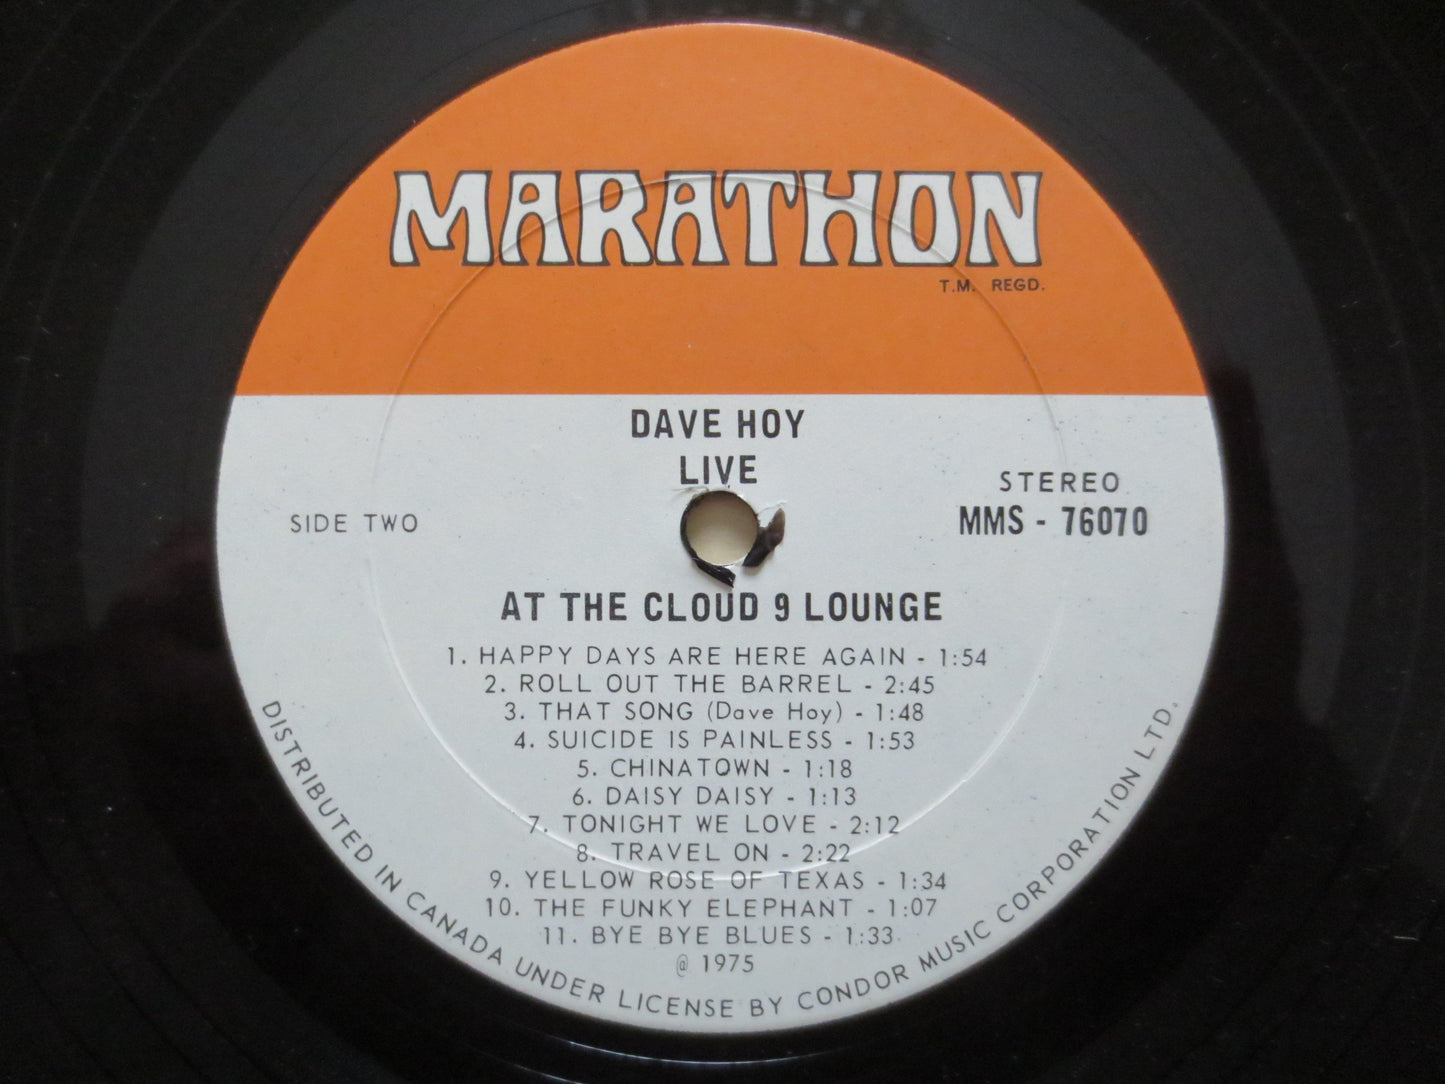 MARATHON
T.M. REGD.
DAVE HOY
LIVE
STEREO
SIDE TWO
MMS - 76070
AT THE CLOUD 9 LOUNGE
1. HAPPY DAYS ARE HERE AGAIN - 1:54
2. ROLL OUT THE BARREL - 2:45
3. THAT SONG (Dave Hoy) - 1:48
4. SUICIDE IS PAINLESS - 1:53
5. CHINATOWN - 1:18
6. DAISY DAISY - 1:13
7. TONIGHT WE LOVE - 2:12
8. TRAVEL ON - 2:22
9. YELLOW ROSE OF TEXAS - 1:34
10. THE FUNKY ELEPHANT - 1:07
11. BYE BYE BLUES - 1:33
@ 1975
DISTRIBUTED IN CANADA UNDER LICENSE BY CONDOR MUSIC CORPORATION LTD.